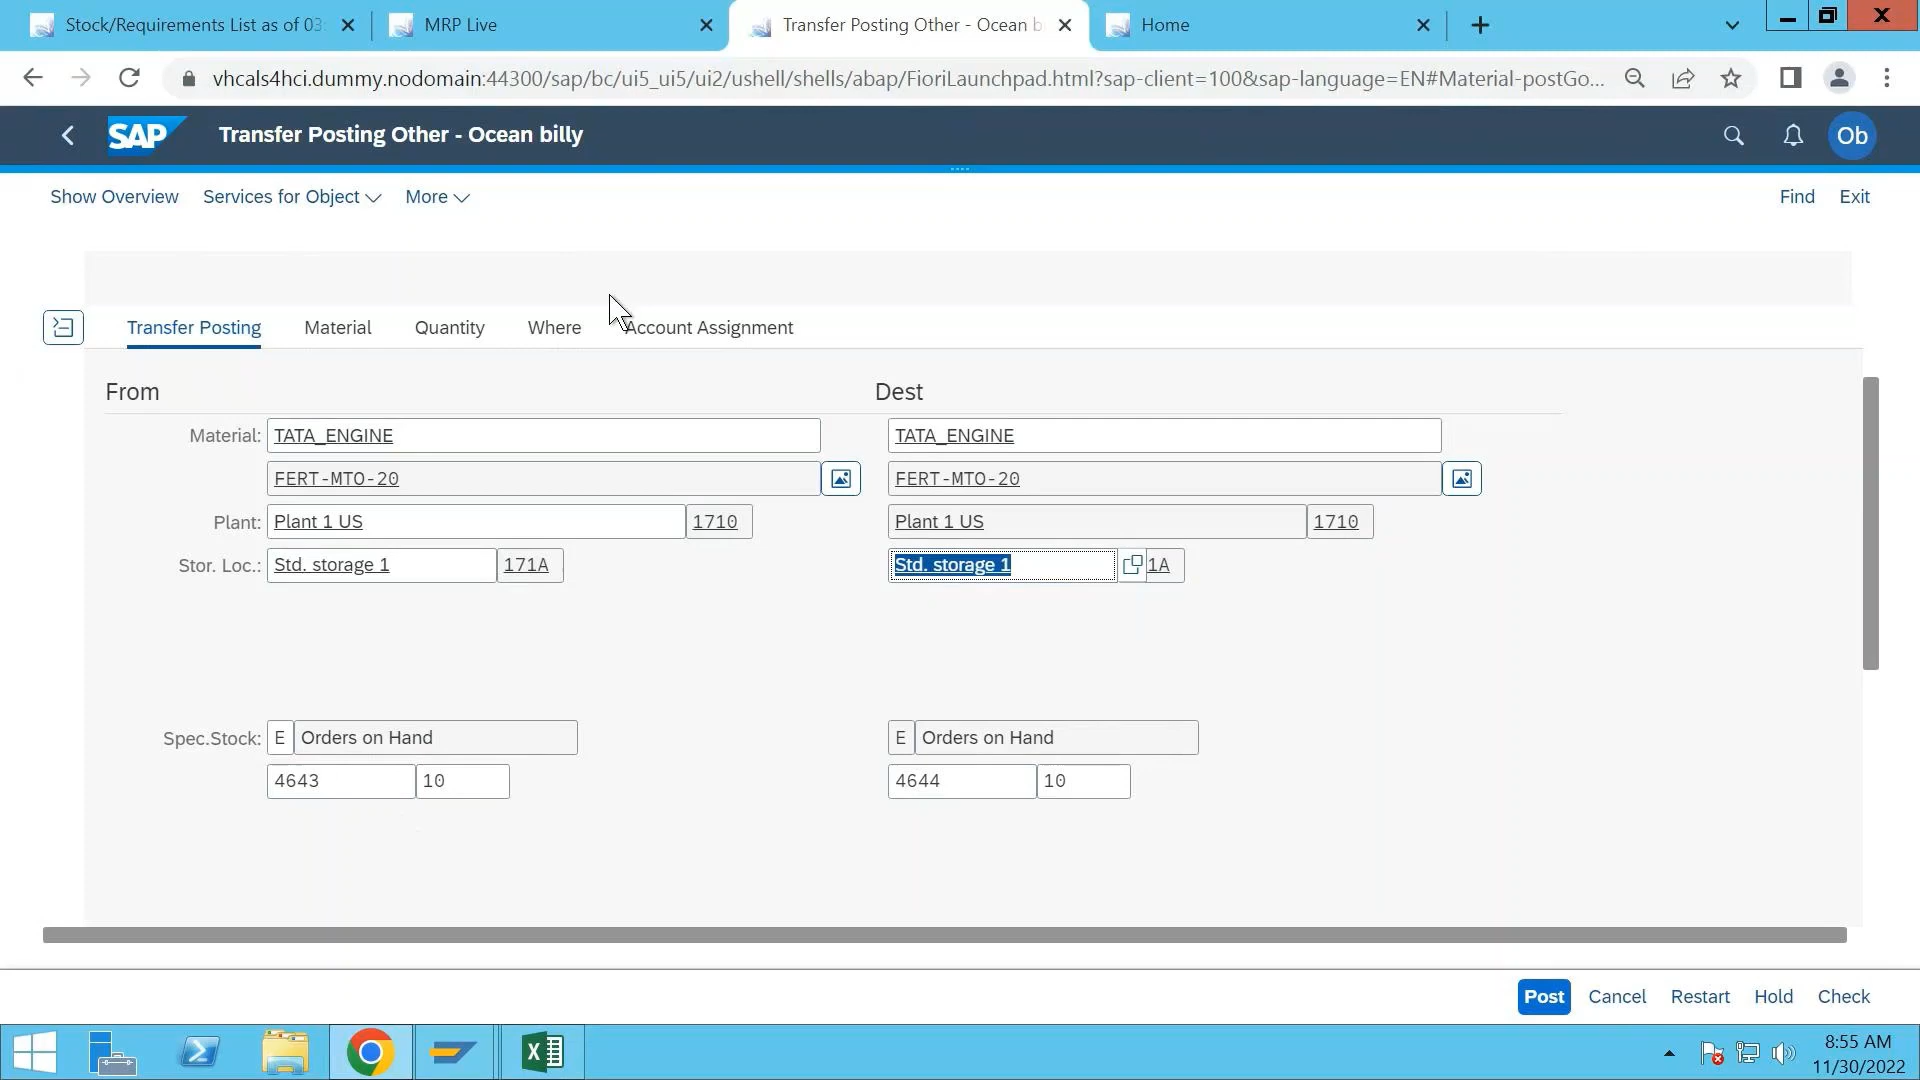 Stock/Requirements List as of 03:
MRP Live
Transfer Posting Other - Ocean b
Home
vhcals4hci.dummy.nodomain:44300/sap/bc/ui5_ui5/ui2/ushell/shells/abap/FioriLaunchpad.html?sap-client=100&sap-language=EN#Material-postGo...
SAP Transfer Posting Other - Ocean billy Ob
Show Overview Services for Object More Find Exit
Transfer Posting Material Quantity Where Account Assignment
From Dest
Material: TATA_ENGINE TATA_ENGINE
FERT-MTO-20 FERT-MTO-20
Plant: Plant 1 US 1710 Plant 1 US 1710
Stor. Loc.: Std. storage 1 171A Std. storage 1 1A
Spec.Stock: E Orders on Hand E Orders on Hand
4643 10 4644 10
Post Cancel Restart Hold Check
8:55 AM
11/30/2022